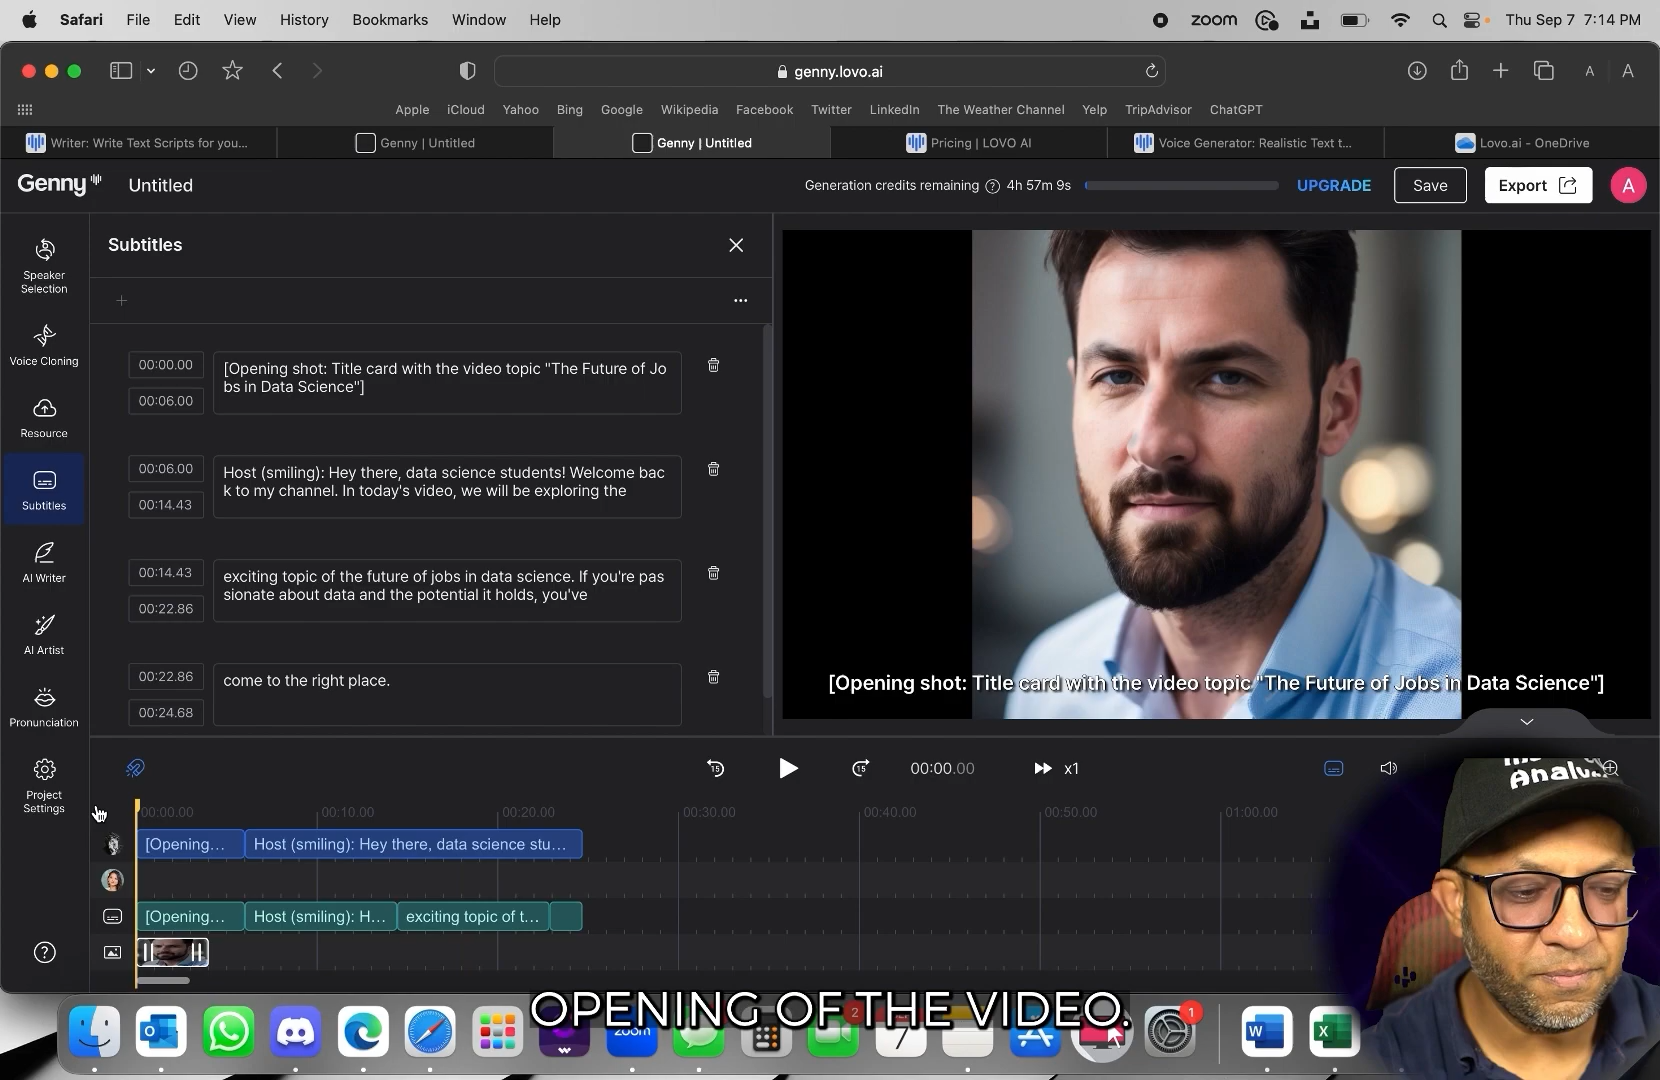 Safari File Edit View History Bookmarks Window Help
zoom
Thu Sep 7 7:14 PM
genny.lovo.ai
A A
Apple iCloud Yahoo Bing Google Wikipedia Facebook Twitter LinkedIn The Weather Channel Yelp TripAdvisor ChatGPT
Writer: Write Text Scripts for you...
Genny | Untitled
Genny | Untitled
Pricing | LOVO AI
Voice Generator: Realistic Text t...
Lovo.ai - OneDrive
Genny
Untitled
Generation credits remaining ? 4h 57m 9s
UPGRADE
Save
Export
A
Speaker
Selection
Voice Cloning
Resource
Subtitles
AI Writer
AI Artist
Pronunciation
Project
Settings
?
Subtitles
+
...
00:00.00
00:06.00
[Opening shot: Title card with the video topic "The Future of Jo
bs in Data Science"]
00:06.00
00:14.43
Host (smiling): Hey there, data science students! Welcome bac
k to my channel. In today's video, we will be exploring the
00:14.43
00:22.86
exciting topic of the future of jobs in data science. If you're pas
sionate about data and the potential it holds, you've
00:22.86
00:24.68
come to the right place.
[Opening shot: Title card with the video topic "The Future of Jobs in Data Science"]
15
15
00:00.00
x1
00:00.00 00:10.00 00:20.00 00:30.00 00:40.00 00:50.00 01:00.00
[Opening...
Host (smiling): Hey there, data science stu...
[Opening...
Host (smiling): H...
exciting topic of t...
OPENING OF THE VIDEO.
zoom
2
7
1
W
X